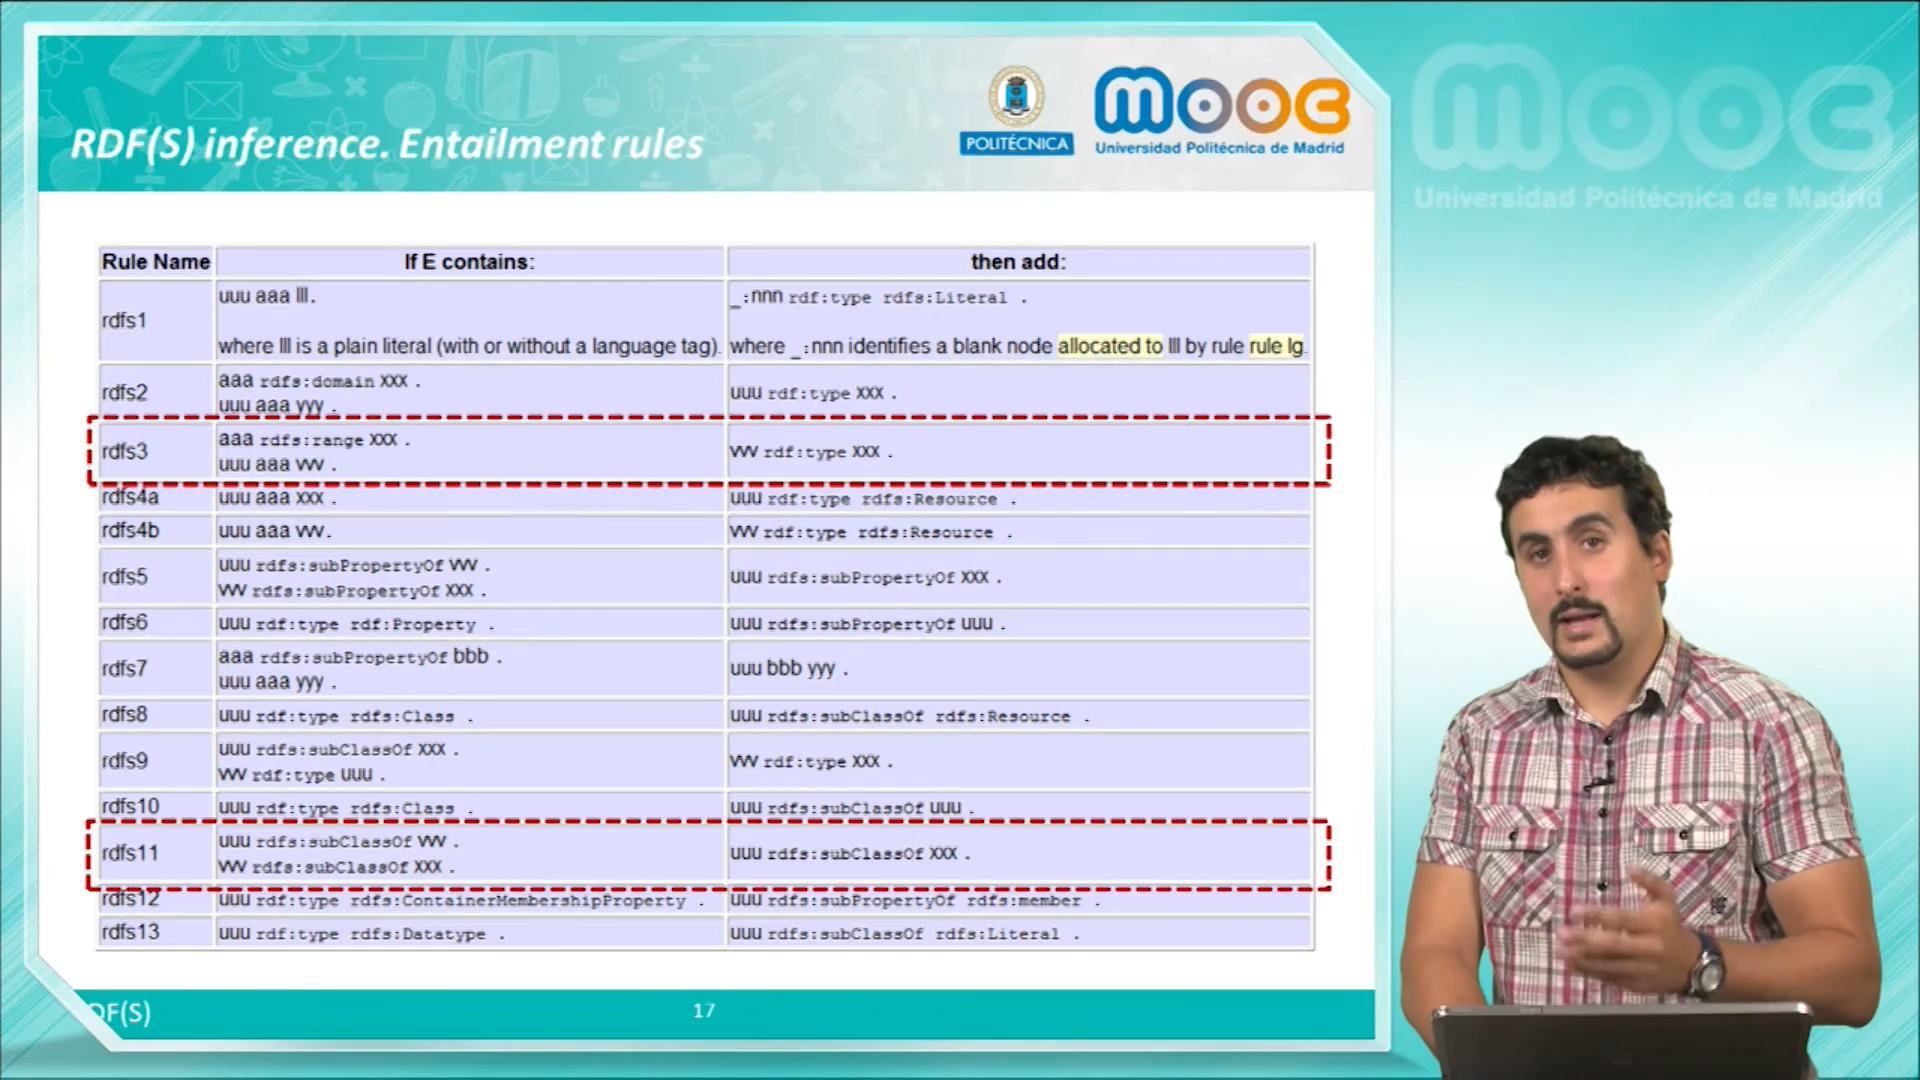 RDF(S) inference. Entailment rules
POLITÉCNICA
mooc
Universidad Politécnica de Madrid
mooc
Universidad Politécnica de Madrid
Rule Name If E contains: then add:
rdfs1 uuu aaa lll. _:nnn rdf:type rdfs:Literal .
where lll is a plain literal (with or without a language tag). where _:nnn identifies a blank node allocated to lll by rule rule lg.
rdfs2 aaa rdfs:domain XXX . uuu rdf:type XXX .
uuu aaa yyy .
rdfs3 aaa rdfs:range XXX . vvv rdf:type XXX .
uuu aaa vvv .
rdfs4a uuu aaa xxx . uuu rdf:type rdfs:Resource .
rdfs4b uuu aaa vvv. vvv rdf:type rdfs:Resource .
rdfs5 uuu rdfs:subPropertyOf vvv . uuu rdfs:subPropertyOf XXX .
vvv rdfs:subPropertyOf XXX .
rdfs6 uuu rdf:type rdf:Property . uuu rdfs:subPropertyOf uuu .
rdfs7 aaa rdfs:subPropertyOf bbb . uuu bbb yyy .
uuu aaa yyy .
rdfs8 uuu rdf:type rdfs:Class . uuu rdfs:subClassOf rdfs:Resource .
rdfs9 uuu rdfs:subClassOf XXX . vvv rdf:type XXX .
vvv rdf:type uuu .
rdfs10 uuu rdf:type rdfs:Class . uuu rdfs:subClassOf uuu .
rdfs11 uuu rdfs:subClassOf vvv . uuu rdfs:subClassOf XXX .
vvv rdfs:subClassOf XXX .
rdfs12 uuu rdf:type rdfs:ContainerMembershipProperty . uuu rdfs:subPropertyOf rdfs:member .
rdfs13 uuu rdf:type rdfs:Datatype . uuu rdfs:subClassOf rdfs:Literal .
DF(S) 17